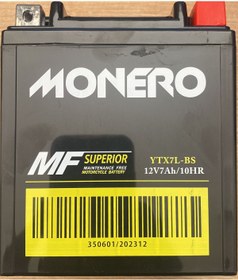 MONERO
MF SUPERIOR
MAINTENANCE FREE
MOTORCYCLE BATTERY
YTX7L-BS
12V7Ah/10HR
350601/202312